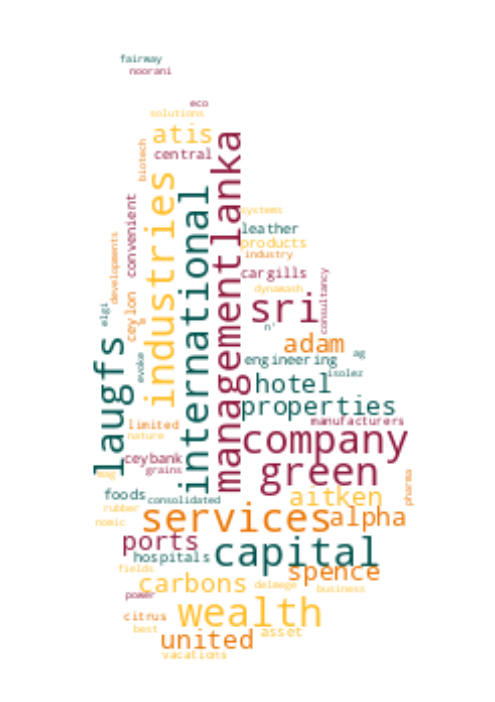 fairway
noorani
eco
solutions
atis
central
biotech
management
lanka
industries
international
convenient
systems
leather
products
industry
cargills
dynawash
consultancy
developments
elgi
ceylon
sri
n'
adam
ag
engineering
isoler
evoke
laugfs
hotel
properties
manufacturers
limited
nature
company
ceybank
grains
green
mag
pharma
foods
consolidated
aitken
rubber
nomic
services
alpha
ports
capital
hospitals
fields
spence
carbons
delmege
business
power
citrus
wealth
best
asset
united
vacations